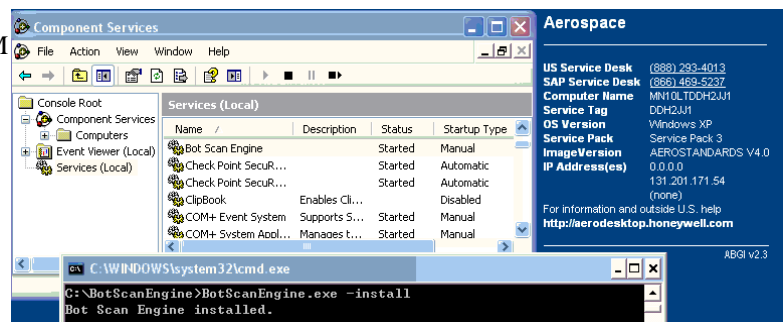 Component Services
M
File Action View Window Help
Console Root
Component Services
Computers
Event Viewer (Local)
Services (Local)
Services (Local)
Name / Description Status Startup Type
Bot Scan Engine Started Manual
Check Point SecuR... Started Automatic
Check Point SecuR... Started Automatic
ClipBook Enables Cli... Disabled
COM+ Event System Supports S... Started Manual
COM+ System Appl... Manages t... Started Manual
Aerospace
US Service Desk (888) 293-4013
SAP Service Desk (866) 469-5237
Computer Name MN10LTDDH2JJ1
Service Tag DDH2JJ1
OS Version Windows XP
Service Pack Service Pack 3
ImageVersion AEROSTANDARDS V4.0
IP Address(es) 0.0.0.0
131.201.171.54
(none)
For information and outside U.S. help
http://aerodesktop.honeywell.com
ABGI v2.3
C:\WINDOWS\system32\cmd.exe
C:\BotScanEngine>BotScanEngine.exe -install
Bot Scan Engine installed.